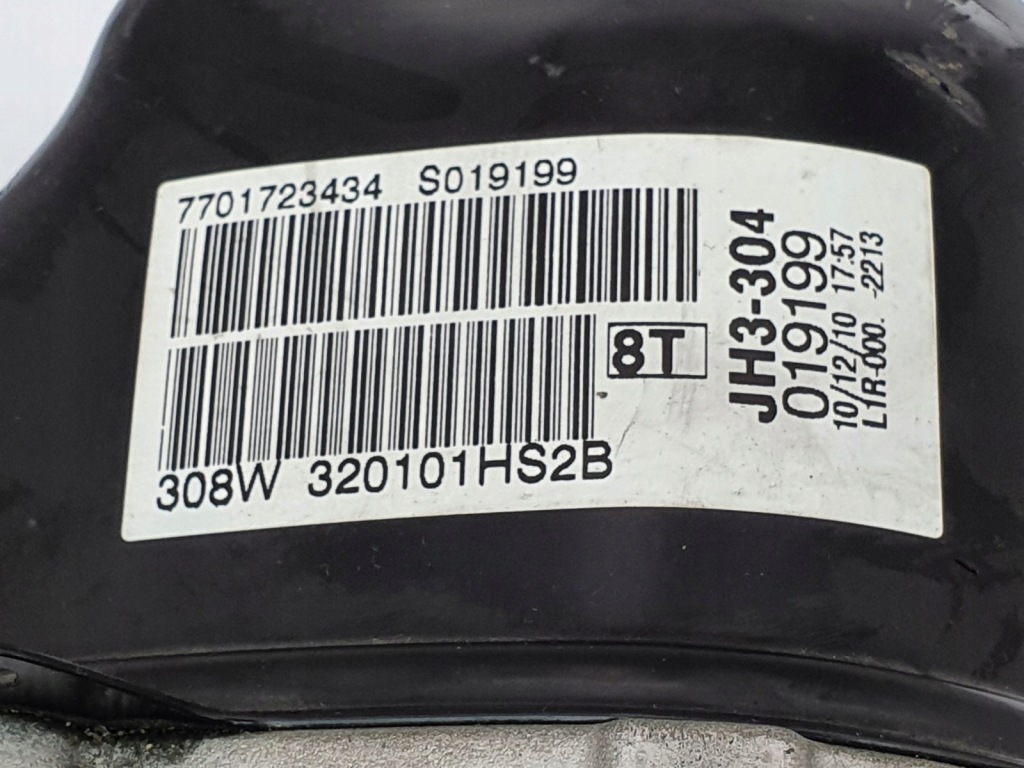 7701723434 S019199
8T
308W 320101HS2B
JH3-304
019199
10/12/10 17:57
L1R-000. -2213